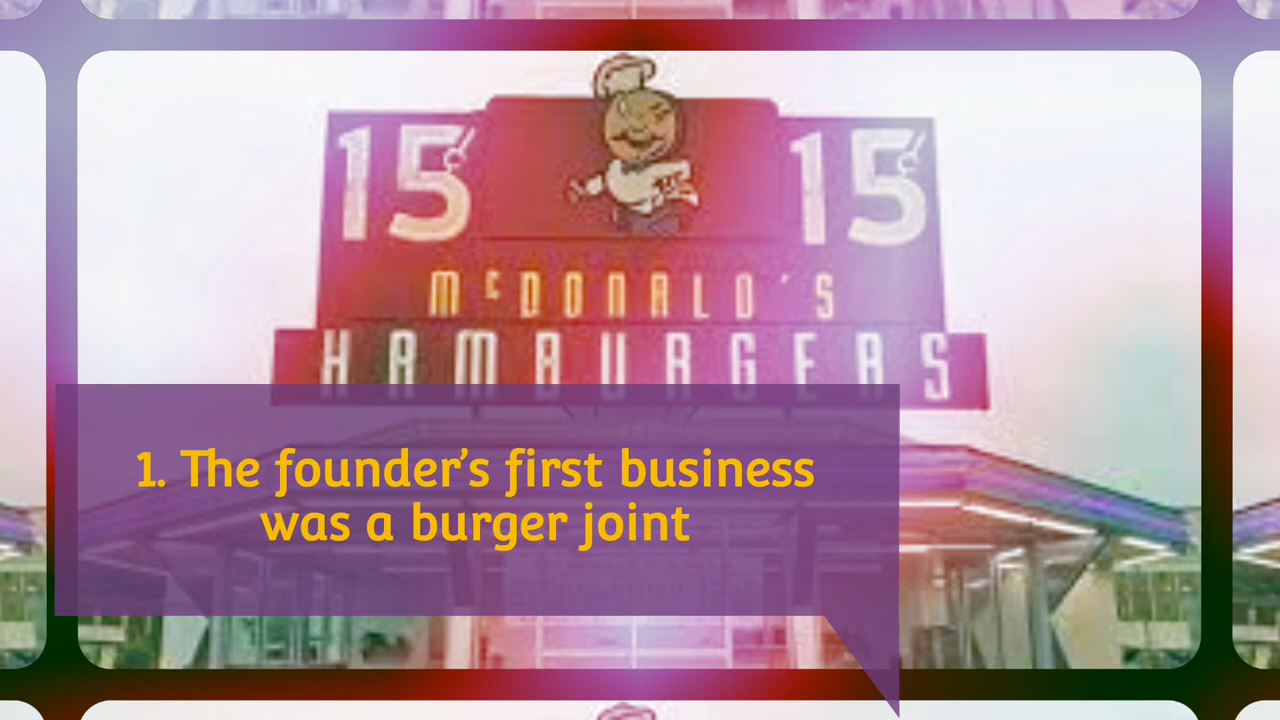 15¢ 15¢
McDONALD'S
HAMBURGERS
1. The founder's first business
was a burger joint